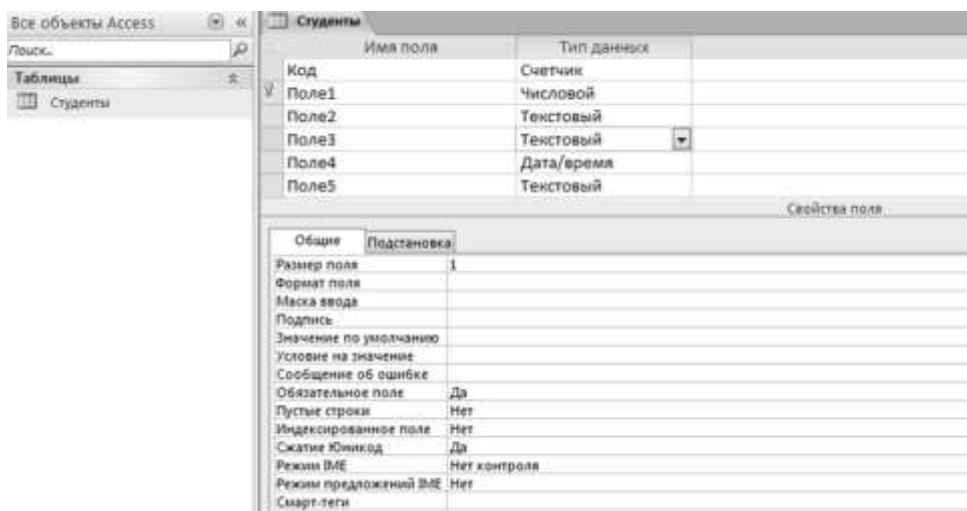 Все объекты Access
Студенты
Поиск...
Таблицы
Студенты
Имя поля Тип данных
Код Счетчик
Поле1 Числовой
Поле2 Текстовый
Поле3 Текстовый
Поле4 Дата/время
Поле5 Текстовый
Свойства поля
Общие Подстановка
Размер поля 1
Формат поля
Маска ввода
Подпись
Значение по умолчанию
Условие на значение
Сообщение об ошибке
Обязательное поле Да
Пустые строки Нет
Индексированное поле Нет
Сжатие Юникод Да
Режим IME Нет контроля
Режим предложений IME Нет
Смарт-теги